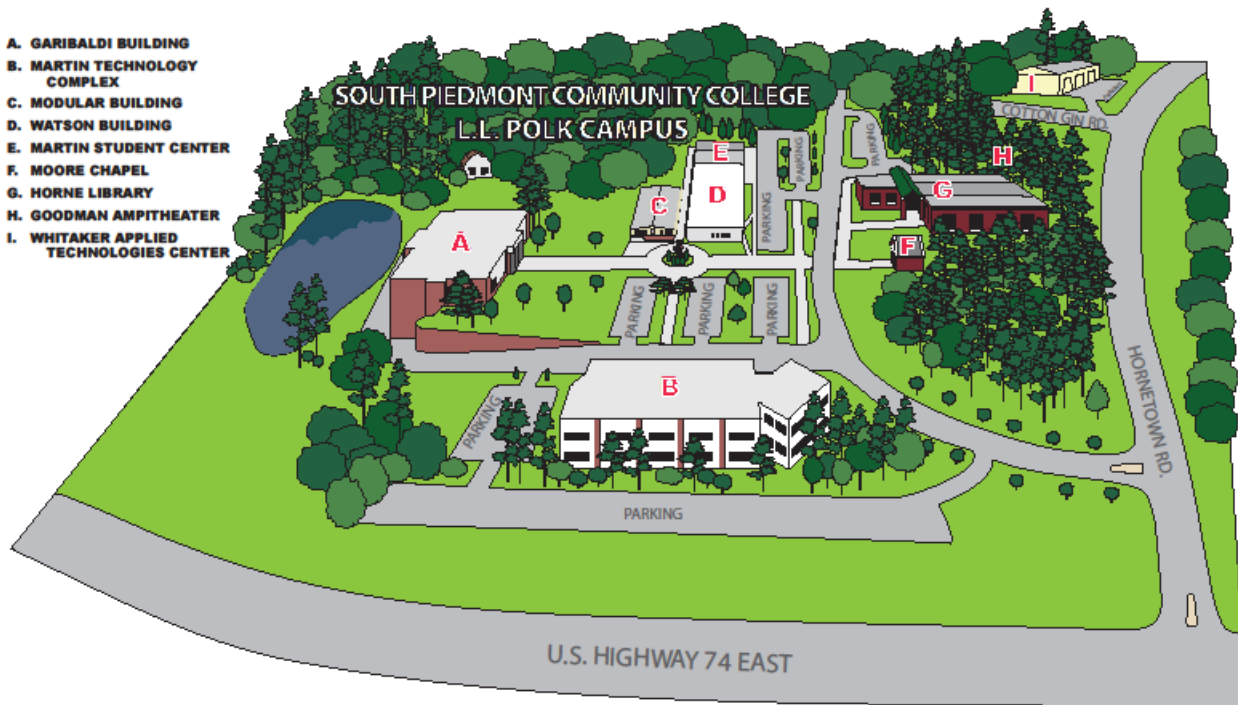 A. GARIBALDI BUILDING
B. MARTIN TECHNOLOGY
COMPLEX
C. MODULAR BUILDING
D. WATSON BUILDING
E. MARTIN STUDENT CENTER
F. MOORE CHAPEL
G. HORNE LIBRARY
H. GOODMAN AMPITHEATER
I. WHITAKER APPLIED
TECHNOLOGIES CENTER
SOUTH PIEDMONT COMMUNITY COLLEGE
L.L. POLK CAMPUS
I
COTTON GIN RD.
H
E
PARKING
PARKING
PARKING
D
C
G
A
F
PARKING
PARKING
PARKING
B
PARKING
HORNETOWN RD.
PARKING
U.S. HIGHWAY 74 EAST